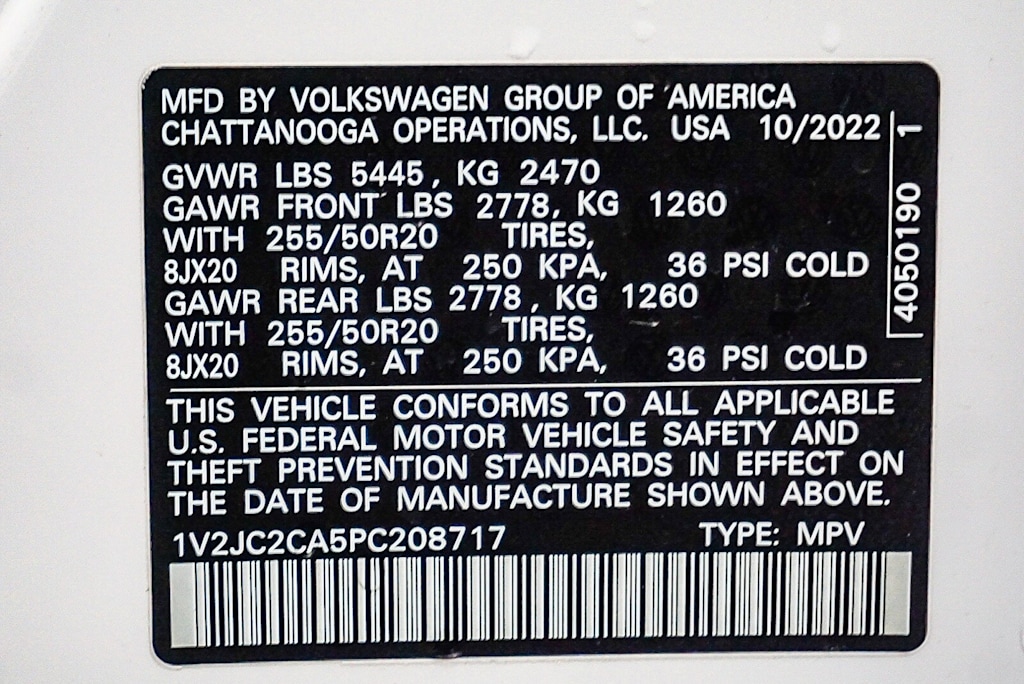 MFD BY VOLKSWAGEN GROUP OF AMERICA
CHATTANOOGA OPERATIONS, LLC. USA 10/2022
GVWR LBS 5445, KG 2470
GAWR FRONT LBS 2778, KG 1260
WITH 255/50R20 TIRES,
8JX20 RIMS, AT 250 KPA, 36 PSI COLD
GAWR REAR LBS 2778, KG 1260
WITH 255/50R20 TIRES,
8JX20 RIMS, AT 250 KPA, 36 PSI COLD
4050190 1
THIS VEHICLE CONFORMS TO ALL APPLICABLE
U.S. FEDERAL MOTOR VEHICLE SAFETY AND
THEFT PREVENTION STANDARDS IN EFFECT ON
THE DATE OF MANUFACTURE SHOWN ABOVE.
1V2JC2CA5PC208717 TYPE: MPV